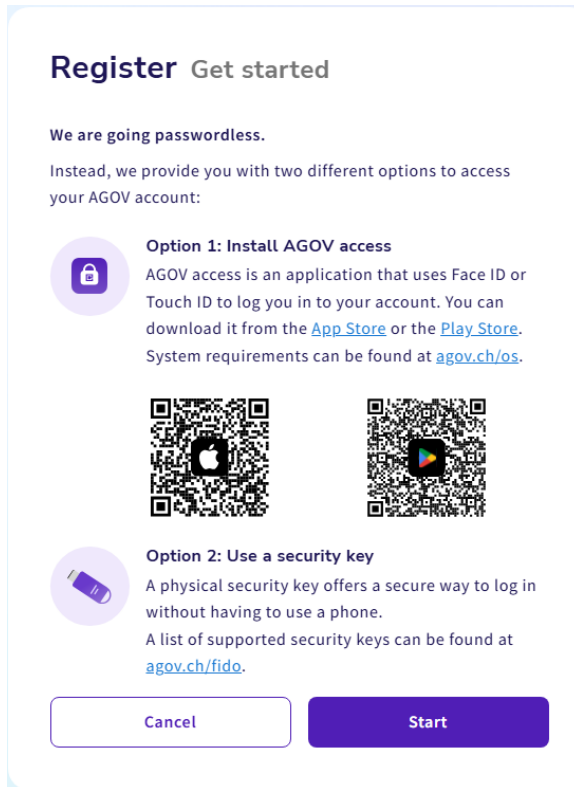 Register Get started
We are going passwordless.
Instead, we provide you with two different options to access
your AGOV account:
Option 1: Install AGOV access
AGOV access is an application that uses Face ID or
Touch ID to log you in to your account. You can
download it from the App Store or the Play Store.
System requirements can be found at agov.ch/os.
Option 2: Use a security key
A physical security key offers a secure way to log in
without having to use a phone.
A list of supported security keys can be found at
agov.ch/fido.
Cancel
Start